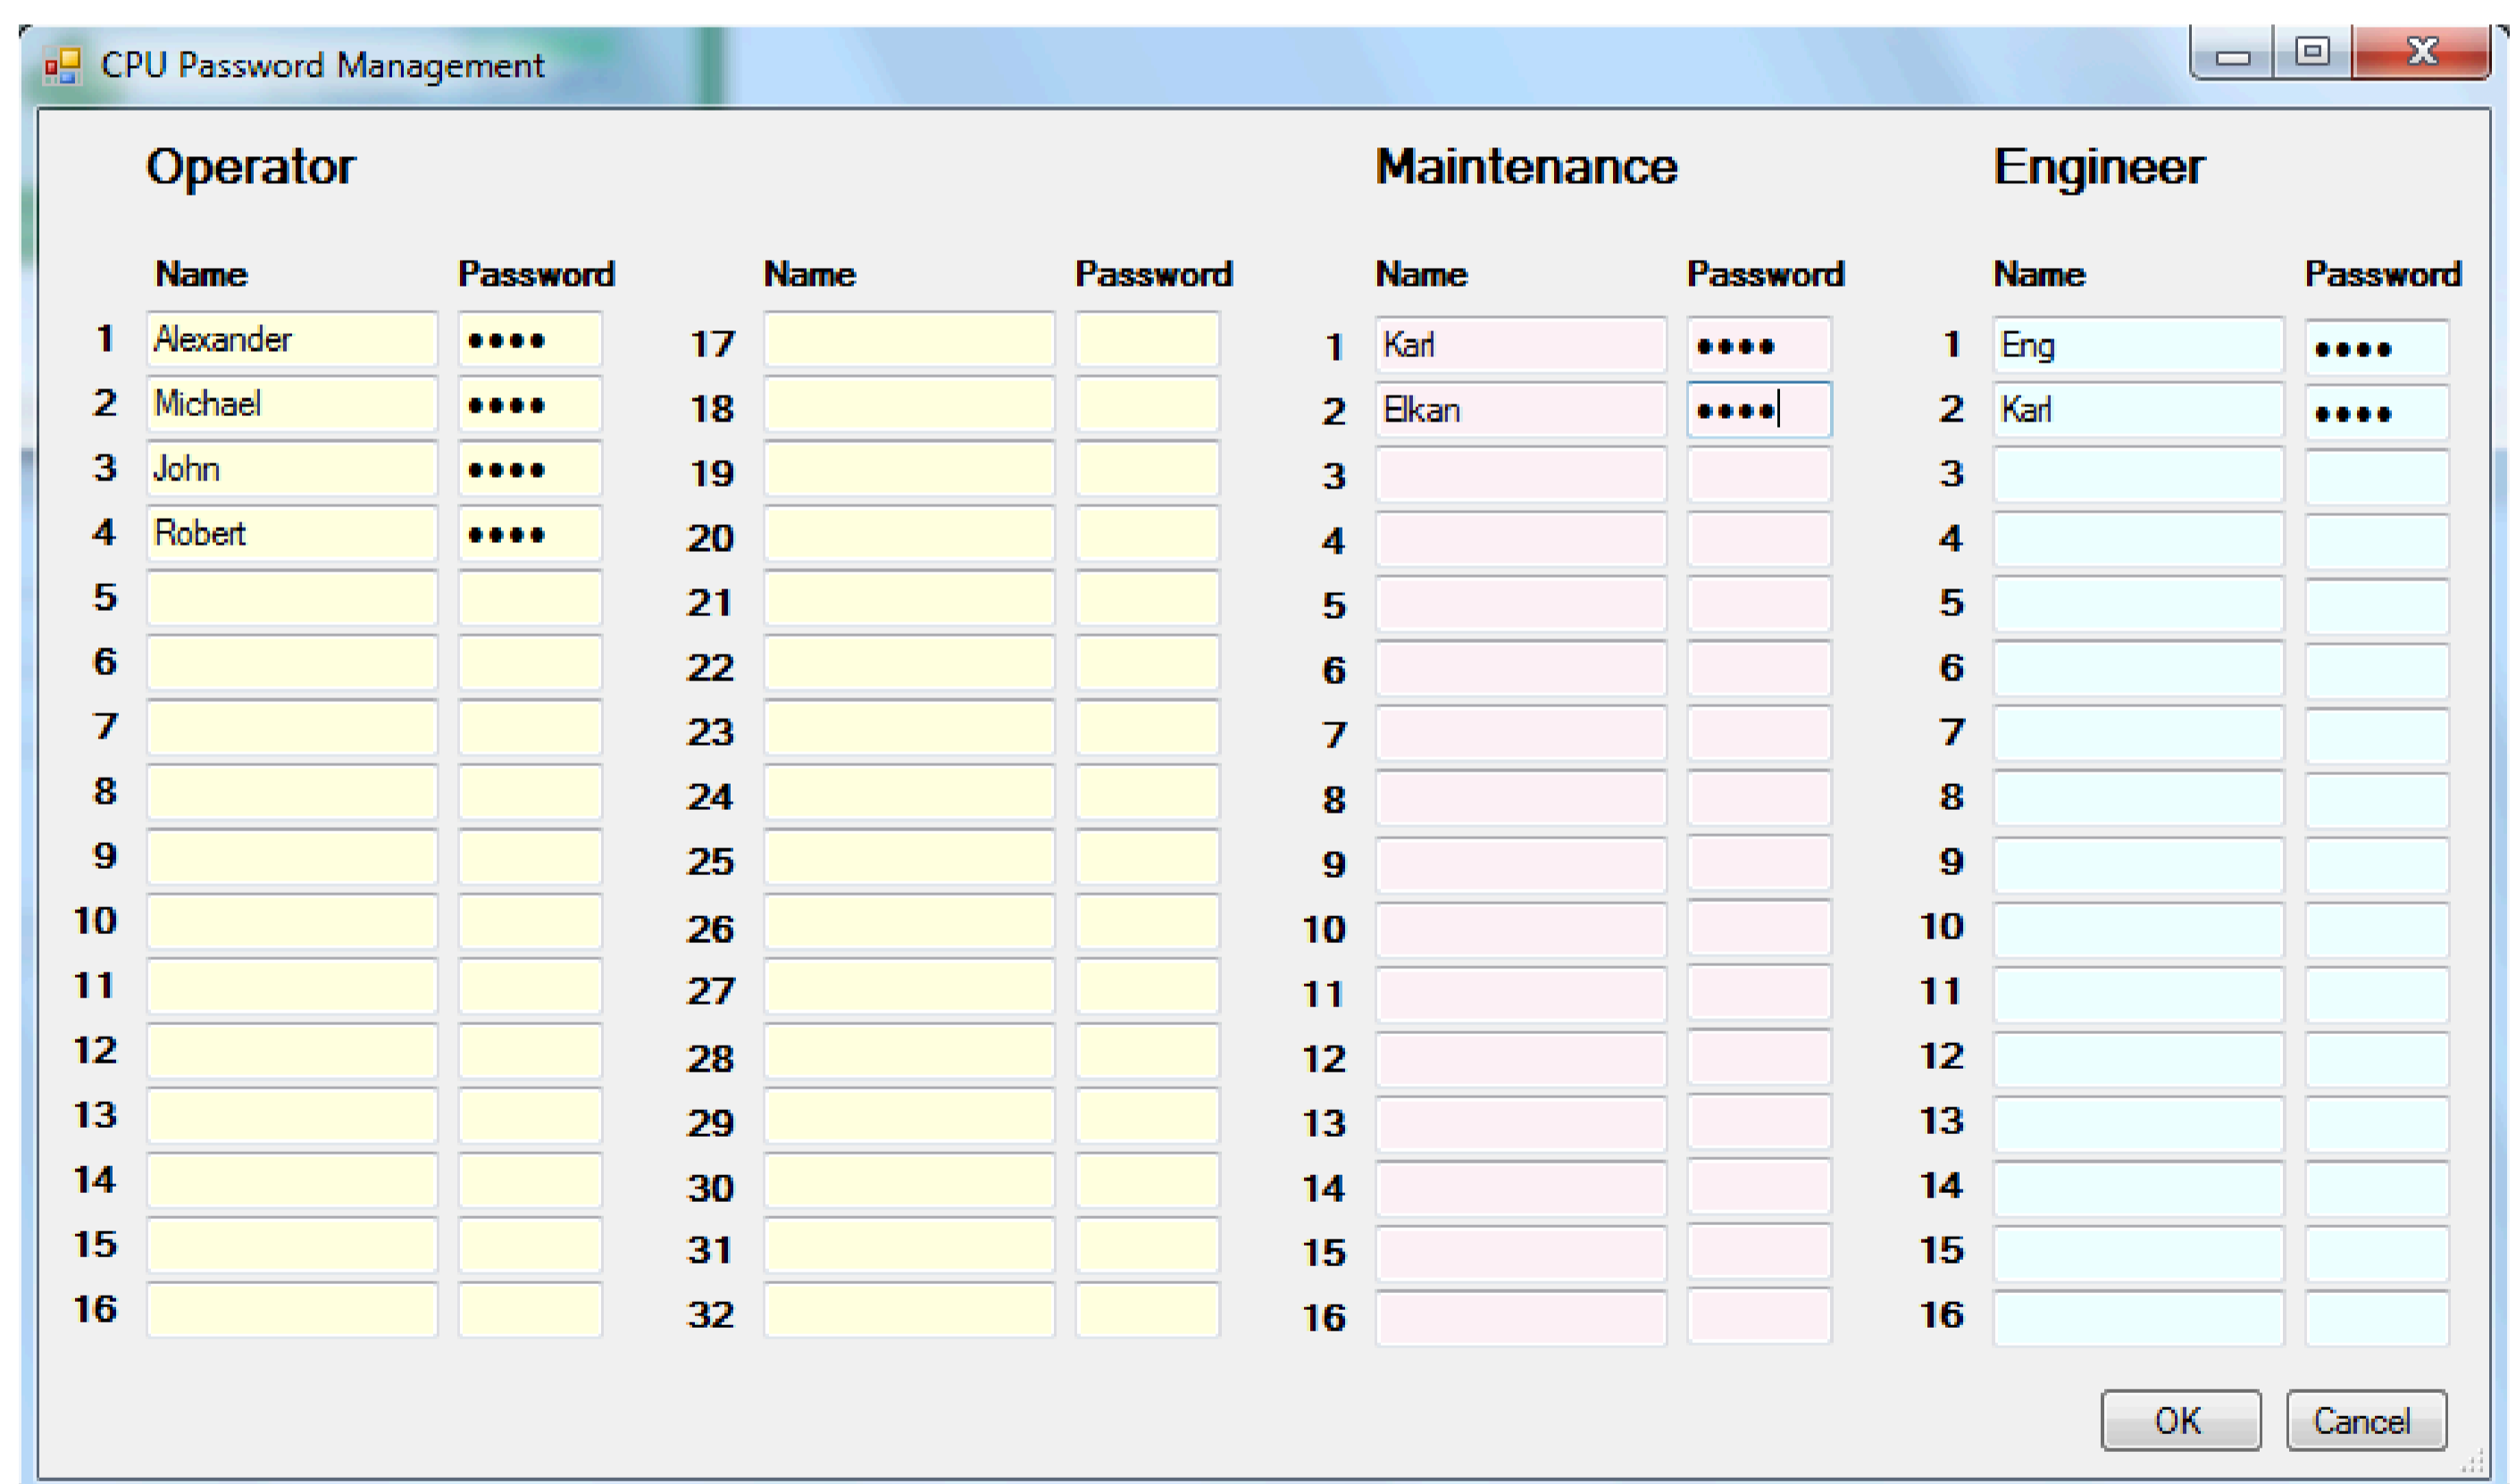 CPU Password Management
Operator Maintenance Engineer
Name Password Name Password Name Password Name Password
1 Alexander •••• 17 1 Karl •••• 1 Eng ••••
2 Michael •••• 18 2 Elkan •••• 2 Karl ••••
3 John •••• 19 3 3
4 Robert •••• 20 4 4
5 21 5 5
6 22 6 6
7 23 7 7
8 24 8 8
9 25 9 9
10 26 10 10
11 27 11 11
12 28 12 12
13 29 13 13
14 30 14 14
15 31 15 15
16 32 16 16
OK Cancel